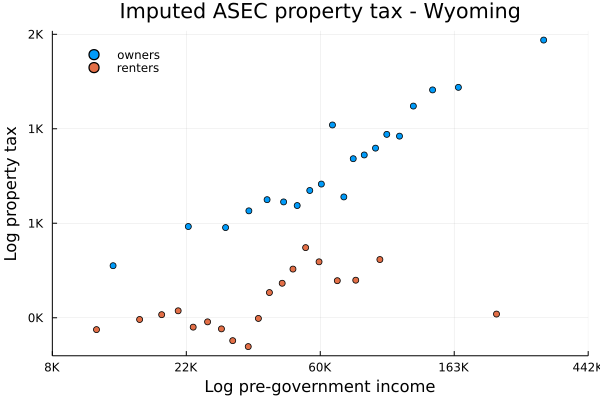 Imputed ASEC property tax - Wyoming
owners
renters
Log property tax
2K
1K
1K
0K
8K 22K 60K 163K 442K
Log pre-government income